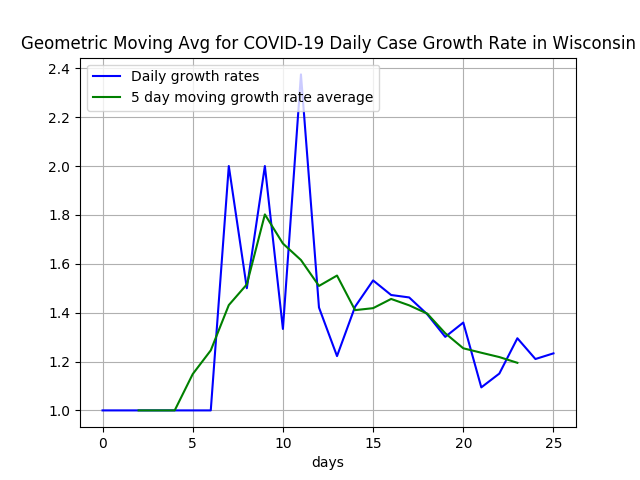 Geometric Moving Avg for COVID-19 Daily Case Growth Rate in Wisconsin
Daily growth rates
5 day moving growth rate average
2.4
2.2
2.0
1.8
1.6
1.4
1.2
1.0
0 5 10 15 20 25
days